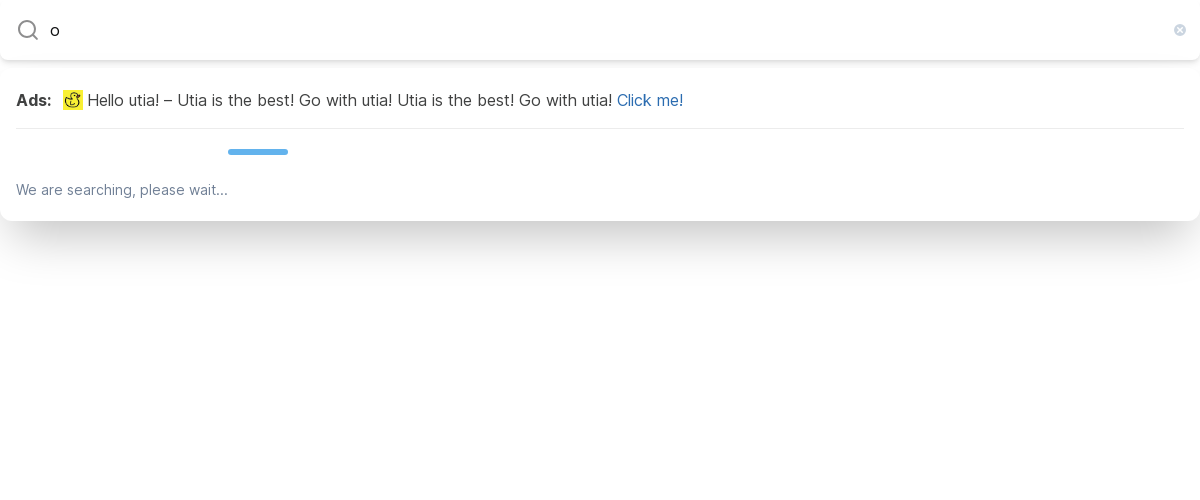 o
Ads: Hello utia! – Utia is the best! Go with utia! Utia is the best! Go with utia! Click me!
We are searching, please wait...